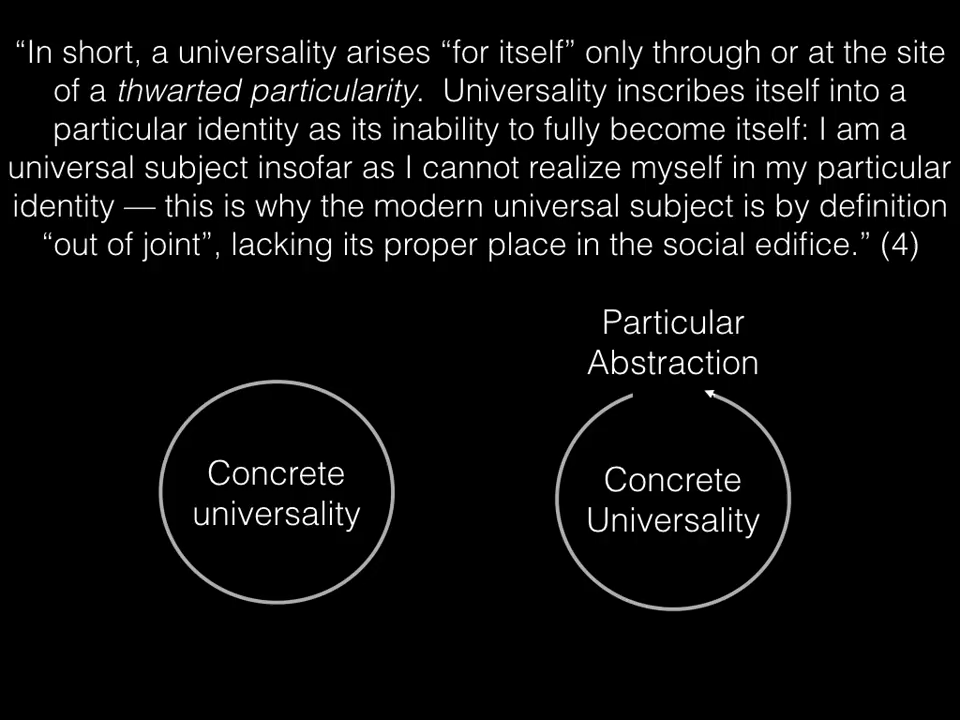 “In short, a universality arises “for itself” only through or at the site
of a thwarted particularity.  Universality inscribes itself into a
particular identity as its inability to fully become itself: I am a
universal subject insofar as I cannot realize myself in my particular
identity — this is why the modern universal subject is by definition
“out of joint”, lacking its proper place in the social edifice.” (4)
Particular
Abstraction
Concrete
universality
Concrete
Universality